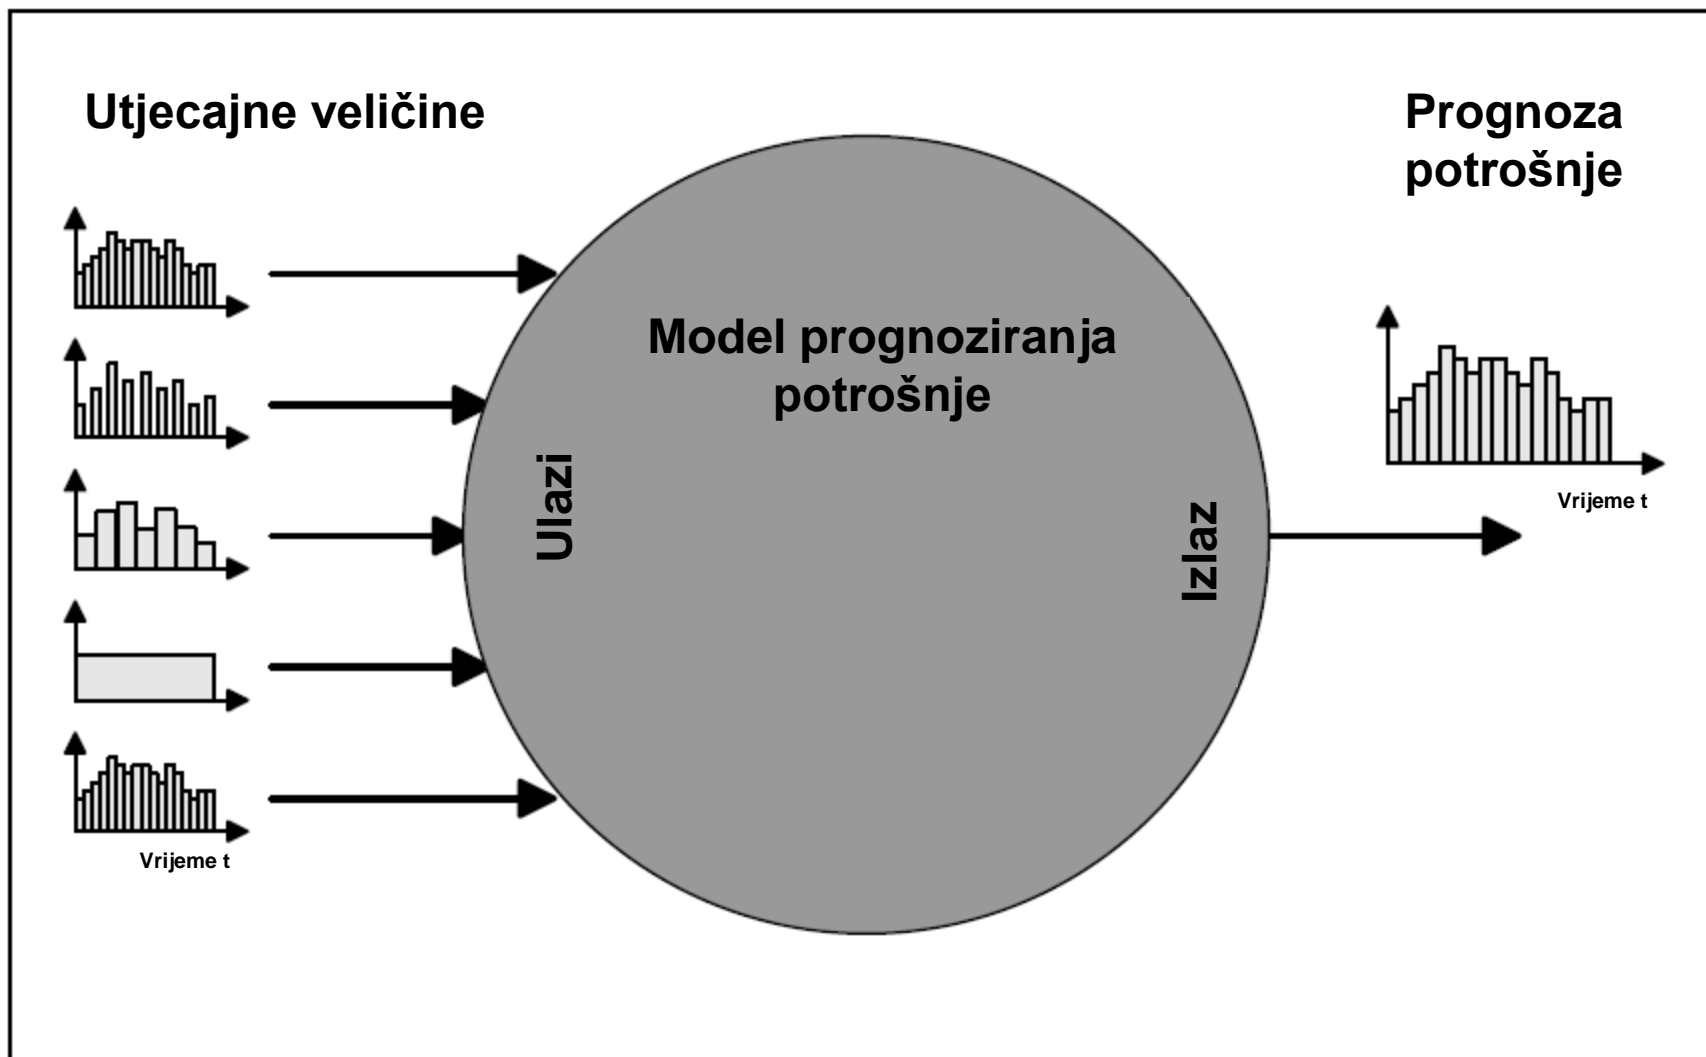 Utjecajne veličine
Prognoza
potrošnje
Model prognoziranja
potrošnje
Ulazi
Izlaz
Vrijeme t
Vrijeme t